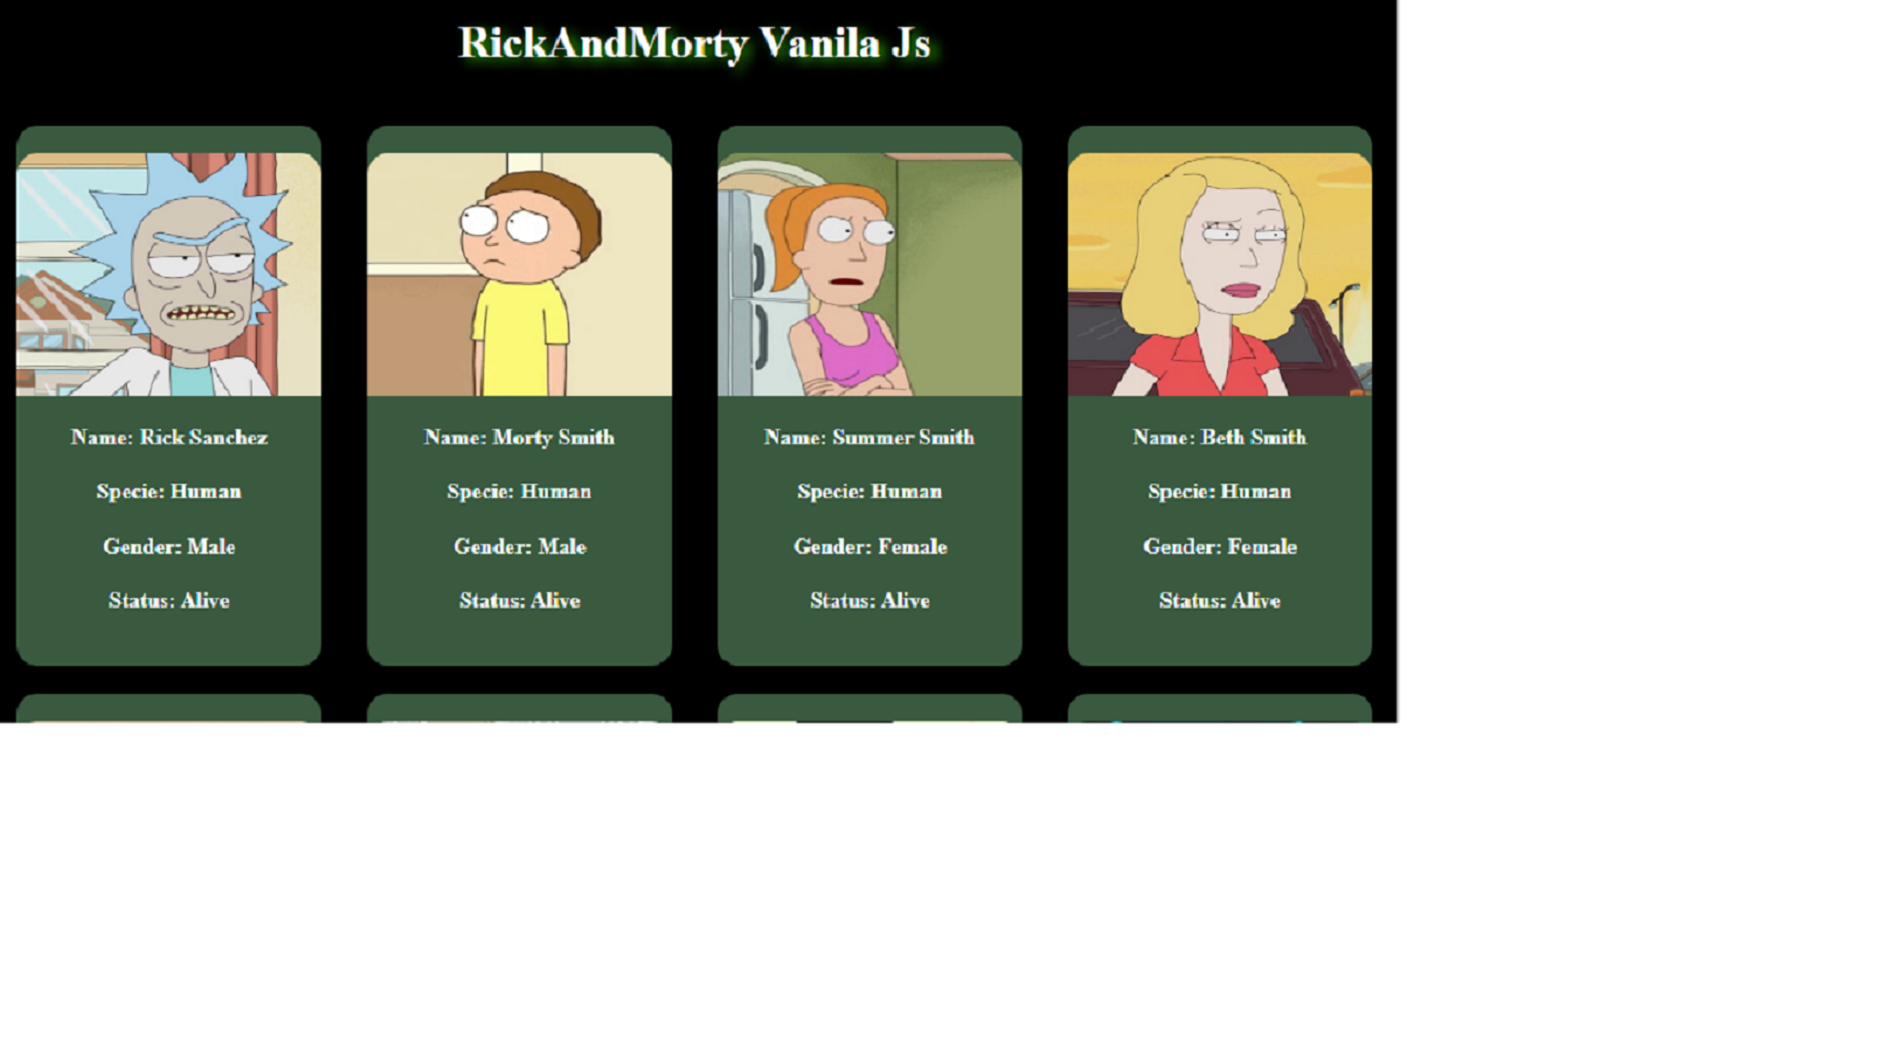 RickAndMorty Vanila Js
Name: Rick Sanchez
Specie: Human
Gender: Male
Status: Alive
Name: Morty Smith
Specie: Human
Gender: Male
Status: Alive
Name: Summer Smith
Specie: Human
Gender: Female
Status: Alive
Name: Beth Smith
Specie: Human
Gender: Female
Status: Alive